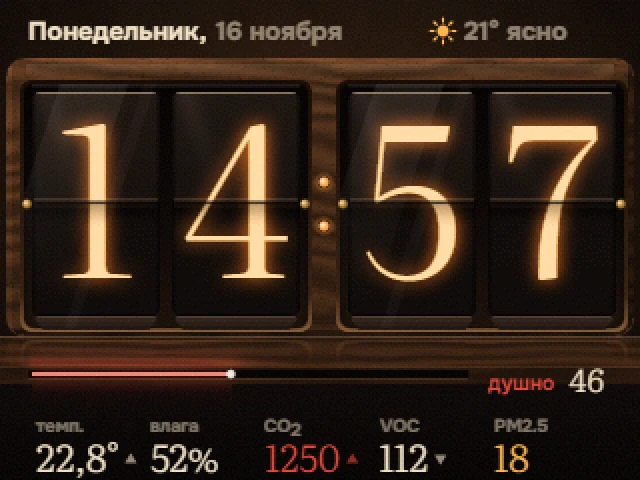 Понедельник, 16 ноября 21° ясно
14 57
душно 46
темп. влага CO2 VOC PM2.5
22,8° 52% 1250 112 18